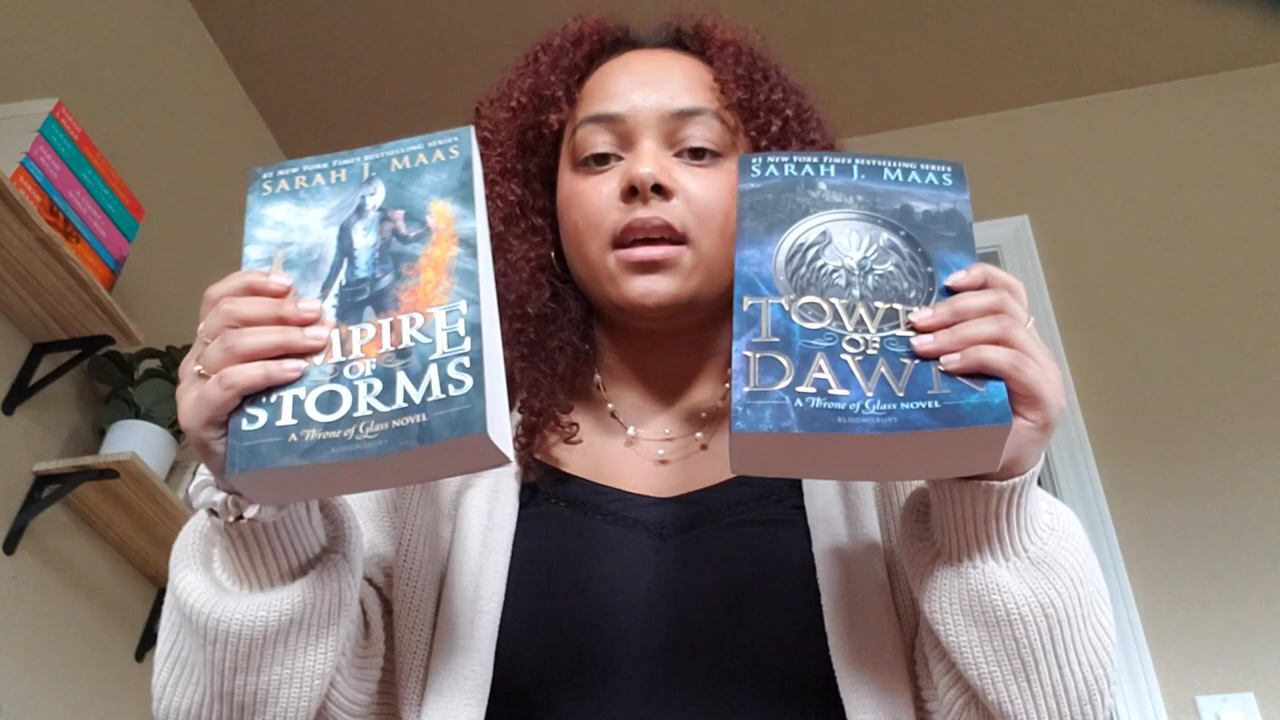 #1 NEW YORK TIMES BESTSELLING SERIES
SARAH J. MAAS
MPIRE
OF
STORMS
A Throne of Glass NOVEL
BLOOMSBURY
#1 NEW YORK TIMES BESTSELLING SERIES
SARAH J. MAAS
TOWE
OF
DAWN
A Throne of Glass NOVEL
BLOOMSBURY